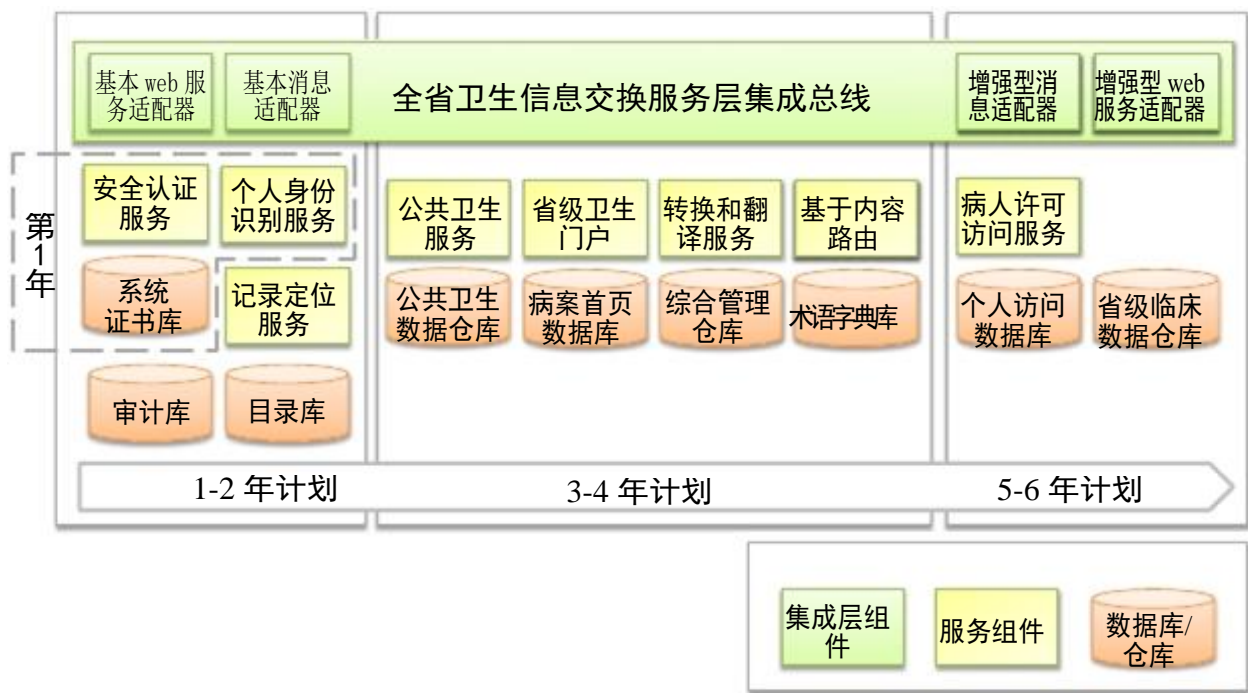 基本 web 服
务适配器
基本消息
适配器
全省卫生信息交换服务层集成总线
增强型消
息适配器
增强型 web
服务适配器
第
1
年
安全认证
服务
个人身份
识别服务
系统
证书库
记录定位
服务
审计库
目录库
公共卫生
服务
省级卫生
门户
转换和翻
译服务
基于内容
路由
公共卫生
数据仓库
病案首页
数据库
综合管理
仓库
术语字典库
病人许可
访问服务
个人访问
数据库
省级临床
数据仓库
1-2 年计划
3-4 年计划
5-6 年计划
集成层组
件
服务组件
数据库/
仓库